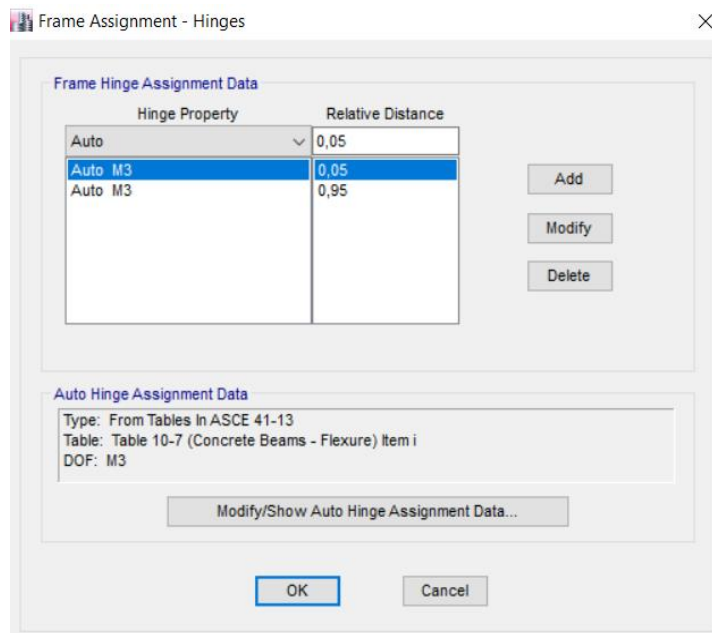 Frame Assignment - Hinges
Frame Hinge Assignment Data
Hinge Property Relative Distance
Auto 0,05
Auto M3 0,05
Auto M3 0,95
Add
Modify
Delete
Auto Hinge Assignment Data
Type: From Tables In ASCE 41-13
Table: Table 10-7 (Concrete Beams - Flexure) Item i
DOF: M3
Modify/Show Auto Hinge Assignment Data...
OK Cancel